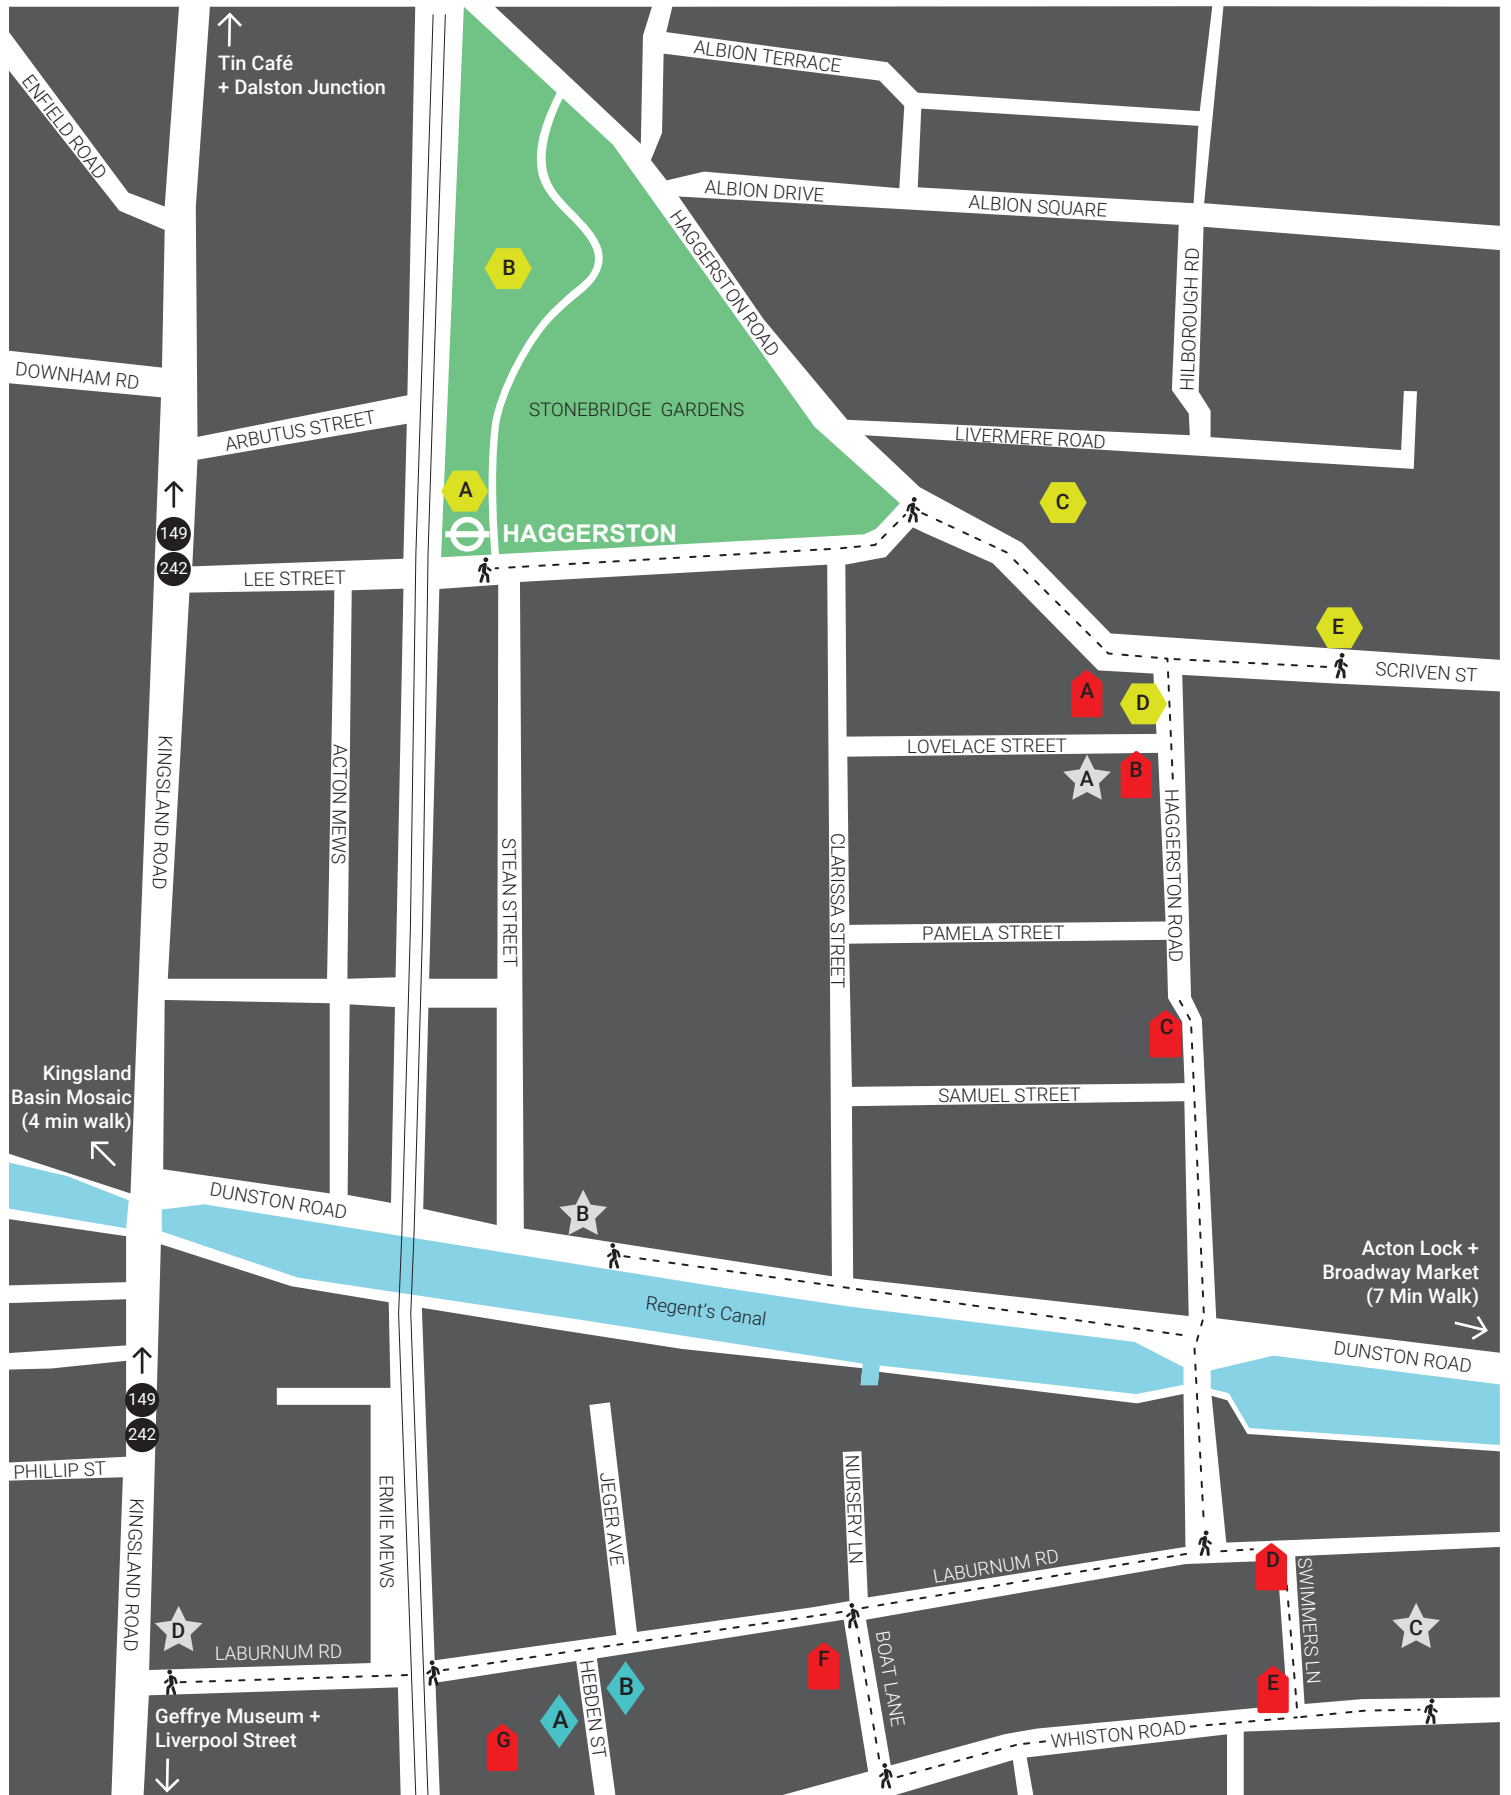 Tin Café
+ Dalston Junction
ENFIELD ROAD
ALBION TERRACE
ALBION DRIVE
ALBION SQUARE
HAGGERSTON ROAD
B
HILBOROUGH RD
DOWNHAM RD
ARBUTUS STREET
STONEBRIDGE GARDENS
LIVERMERE ROAD
A
C
149
242
HAGGERSTON
LEE STREET
E
SCRIVEN ST
A
D
LOVELACE STREET
A
B
KINGSLAND ROAD
ACTON MEWS
STEAN STREET
CLARISSA STREET
HAGGERSTON ROAD
PAMELA STREET
C
Kingsland
Basin Mosaic
(4 min walk)
SAMUEL STREET
DUNSTON ROAD
B
Acton Lock +
Broadway Market
(7 Min Walk)
Regent's Canal
DUNSTON ROAD
149
242
PHILLIP ST
KINGSLAND ROAD
ERMIE MEWS
JEGER AVE
NURSERY LN
LABURNUM RD
D
SWIMMERS LN
D
C
LABURNUM RD
F
BOAT LANE
E
HEBDEN ST
B
A
G
Geffrye Museum +
Liverpool Street
WHISTON ROAD